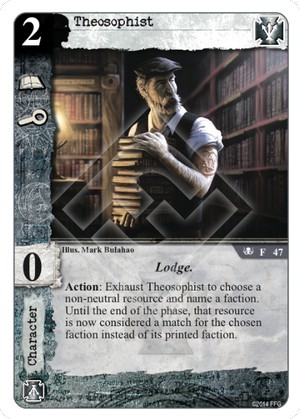 2
Theosophist
Illus. Mark Bulahao
F 47
0
Lodge.
Action: Exhaust Theosophist to choose a
non-neutral resource and name a faction.
Until the end of the phase, that resource
is now considered a match for the chosen
faction instead of its printed faction.
Character
©2014 FFG